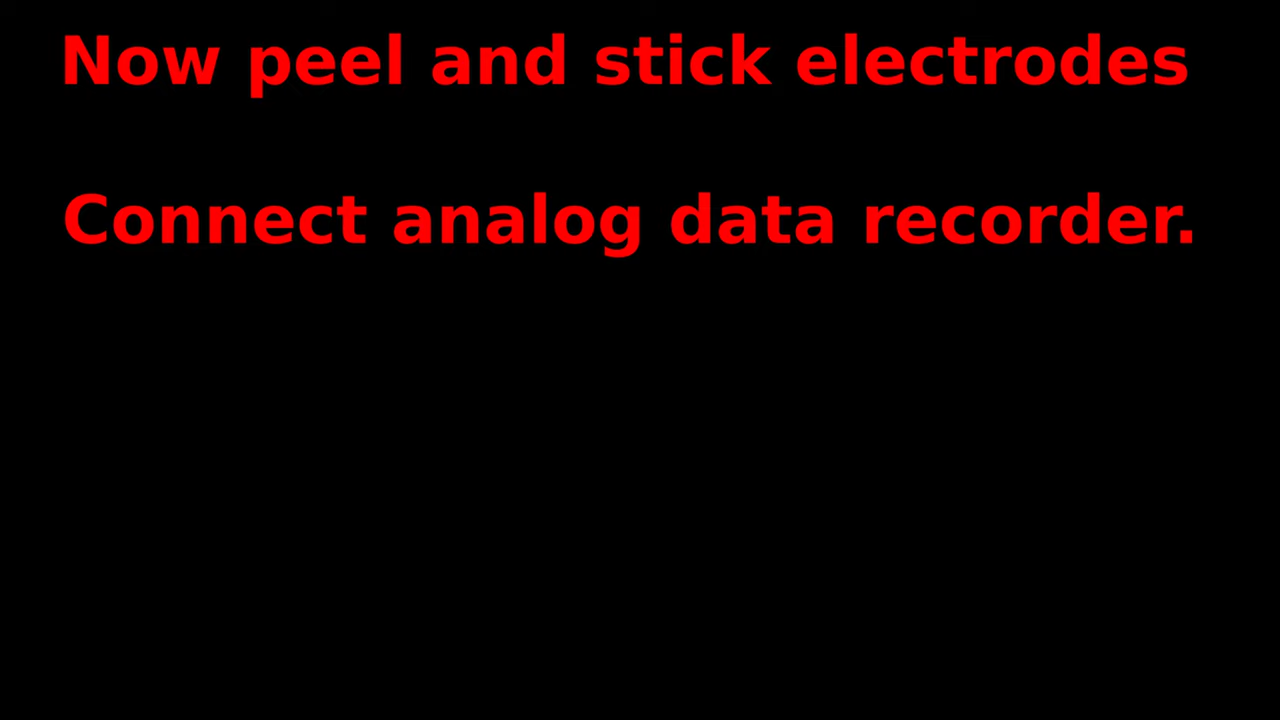 Now peel and stick electrodes
Connect analog data recorder.